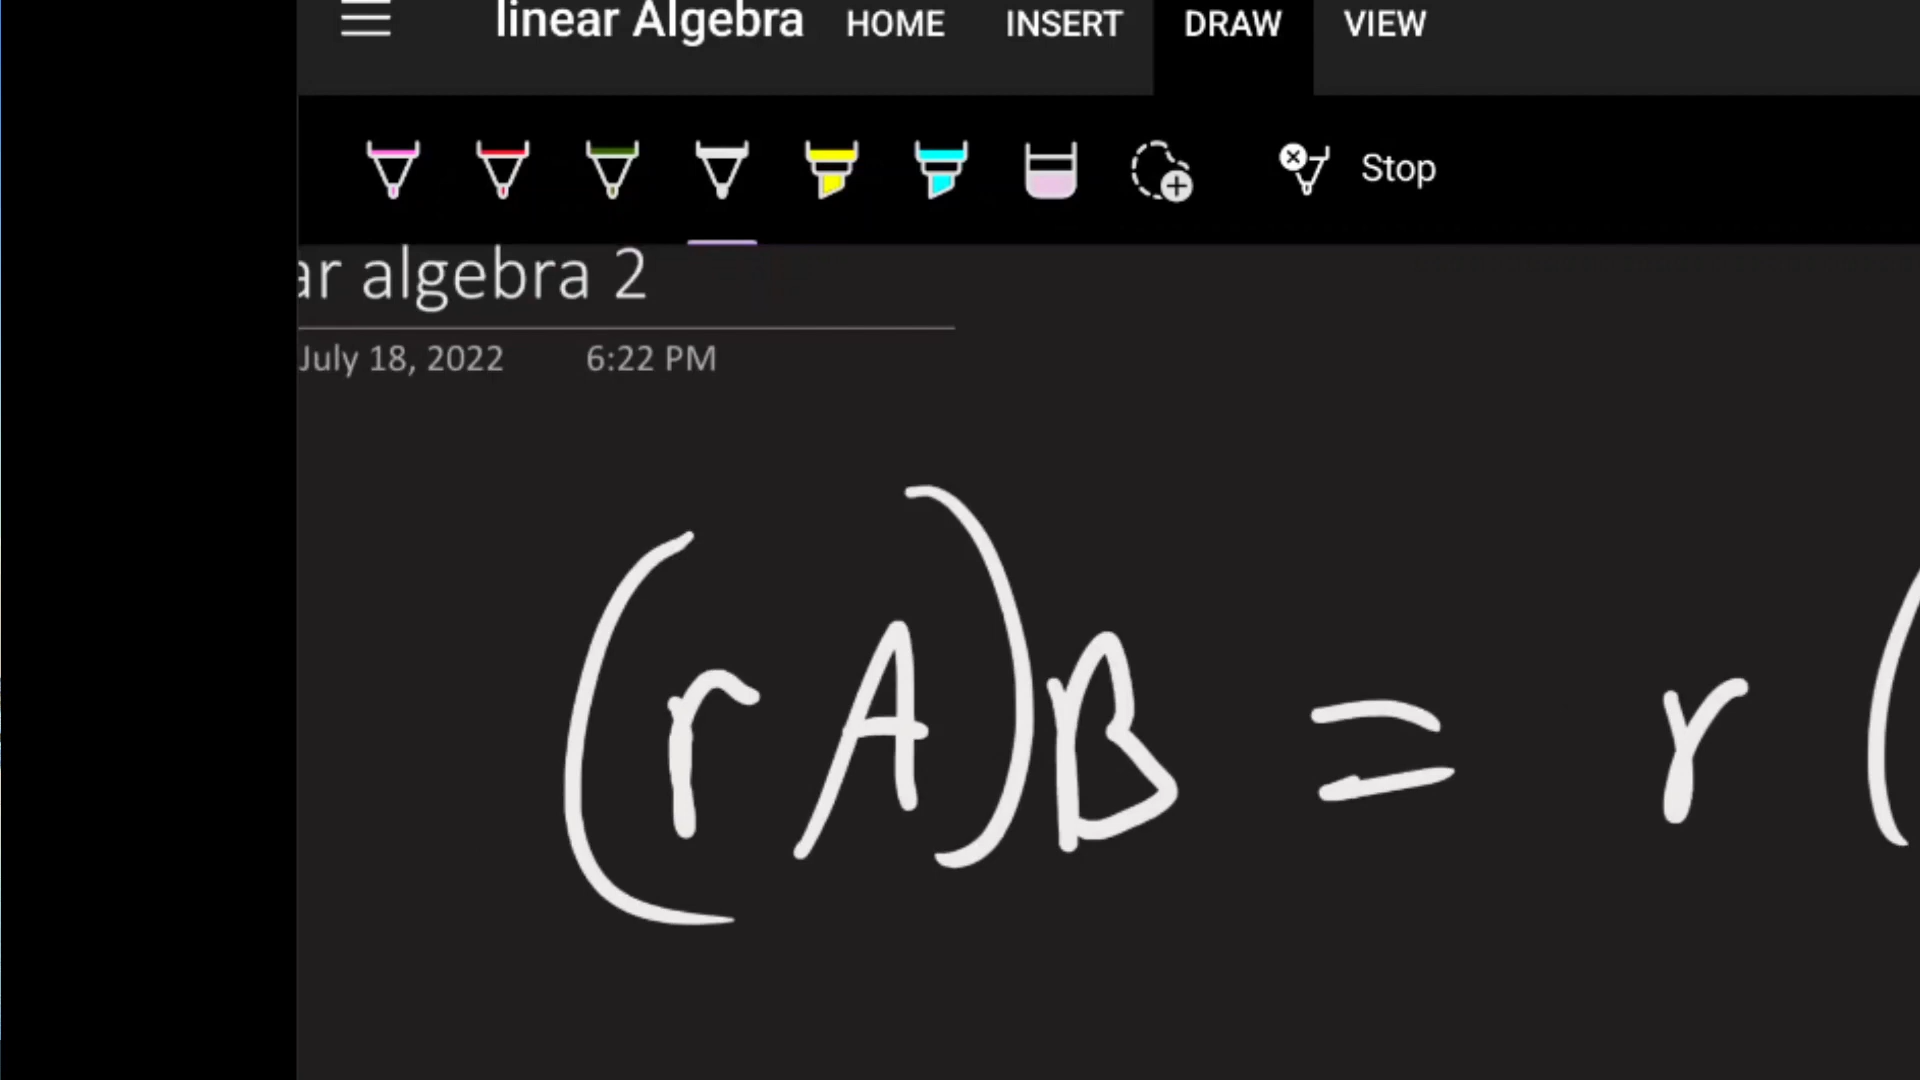 linear Algebra HOME INSERT DRAW VIEW
Stop
ar algebra 2
July 18, 2022 6:22 PM
(rA)B = r(